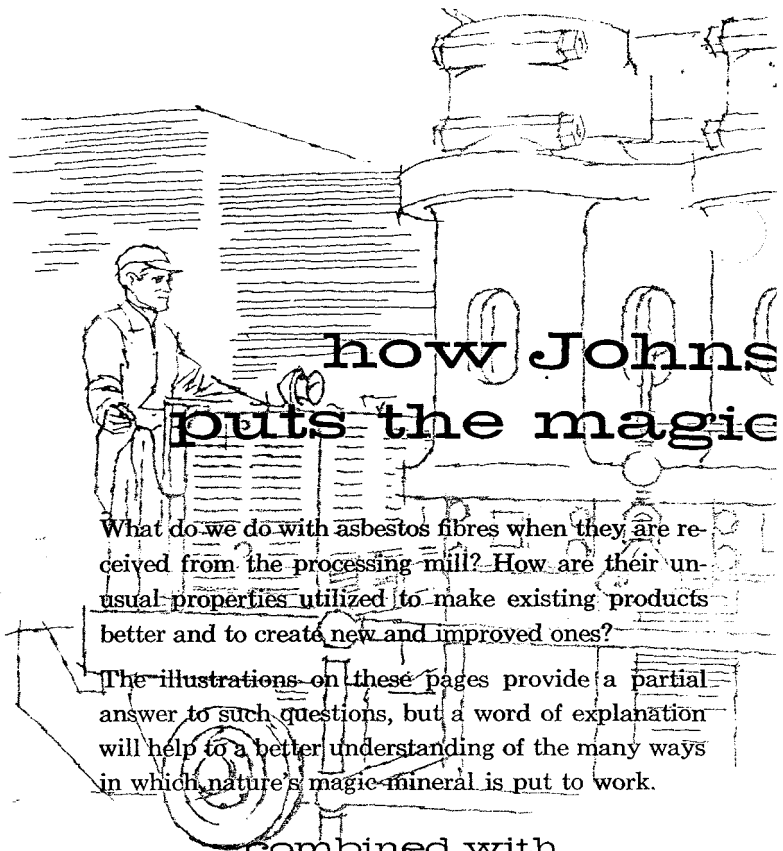 how Johns
puts the magic
What do we do with asbestos fibres when they are re-
ceived from the processing mill? How are their un-
usual properties utilized to make existing products
better and to create new and improved ones?
The illustrations on these pages provide a partial
answer to such questions, but a word of explanation
will help to a better understanding of the many ways
in which nature's magic mineral is put to work.
combined with